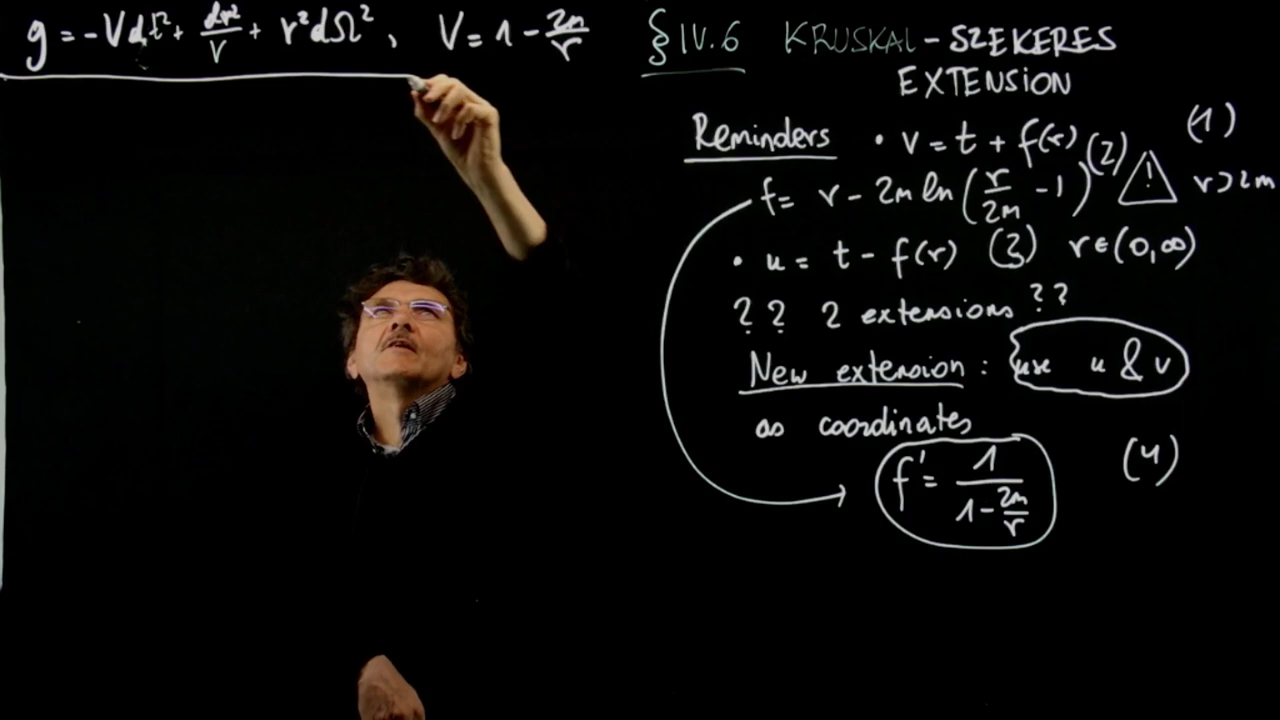 g = -Vdt² + dr²/V + r²dΩ², V = 1 - 2m/r
§ IV.6 KRUSKAL-SZEKERES
EXTENSION
Reminders • v = t + f(r) (1)
f = r - 2m ln(r/2m - 1) (2) ! r>2m
• u = t - f(r) (3) r∈(0,∞)
?? 2 extensions ??
New extension: use u & v
as coordinates
f' = 1/(1 - 2m/r) (4)